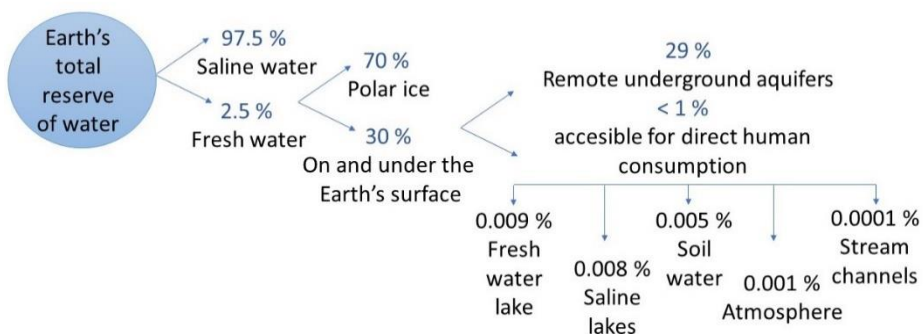 Earth's
total
reserve
of water
97.5 %
Saline water
2.5 %
Fresh water
70 %
Polar ice
30 %
On and under the
Earth's surface
29 %
Remote underground aquifers
< 1 %
accesible for direct human
consumption
0.009 %
Fresh
water
lake
0.008 %
Saline
lakes
0.005 %
Soil
water
0.001 %
Atmosphere
0.0001 %
Stream
channels